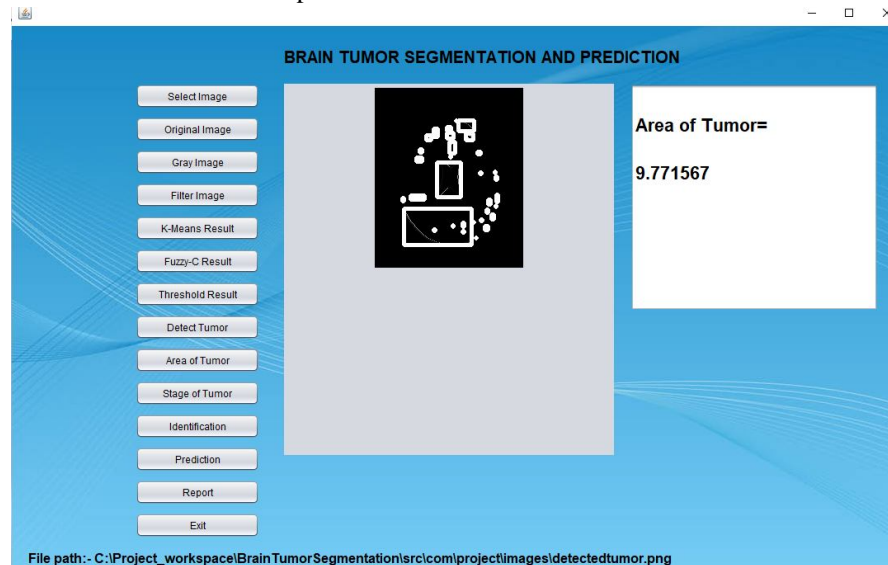 BRAIN TUMOR SEGMENTATION AND PREDICTION
Select Image
Original Image
Gray Image
Filter Image
K-Means Result
Fuzzy-C Result
Threshold Result
Detect Tumor
Area of Tumor
Stage of Tumor
Identification
Prediction
Report
Exit
Area of Tumor=
9.771567
File path:- C:\Project_workspace\BrainTumorSegmentation\src\com\project\images\detectedtumor.png